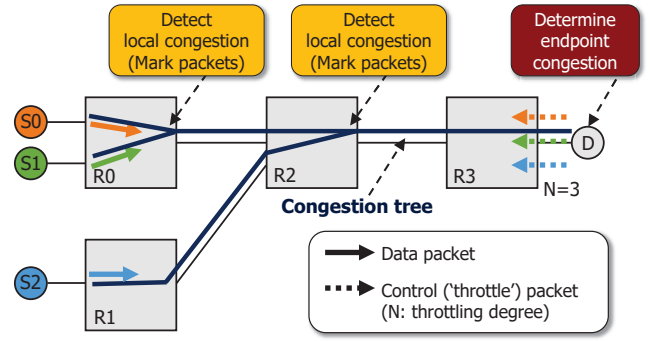 Detect
local congestion
(Mark packets)
Detect
local congestion
(Mark packets)
Determine
endpoint
congestion
S0
S1
R0
R2
R3
D
N=3
Congestion tree
S2
R1
Data packet
Control ('throttle') packet
(N: throttling degree)